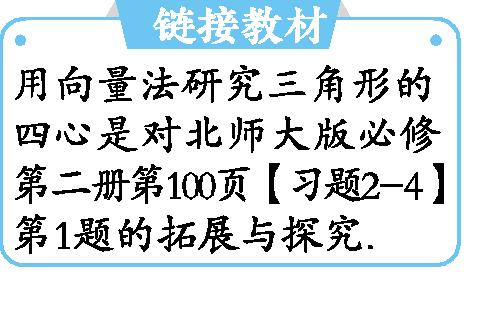 链接教材
用向量法研究三角形的
四心是对北师大版必修
第二册第100页【习题2-4】
第1题的拓展与探究.